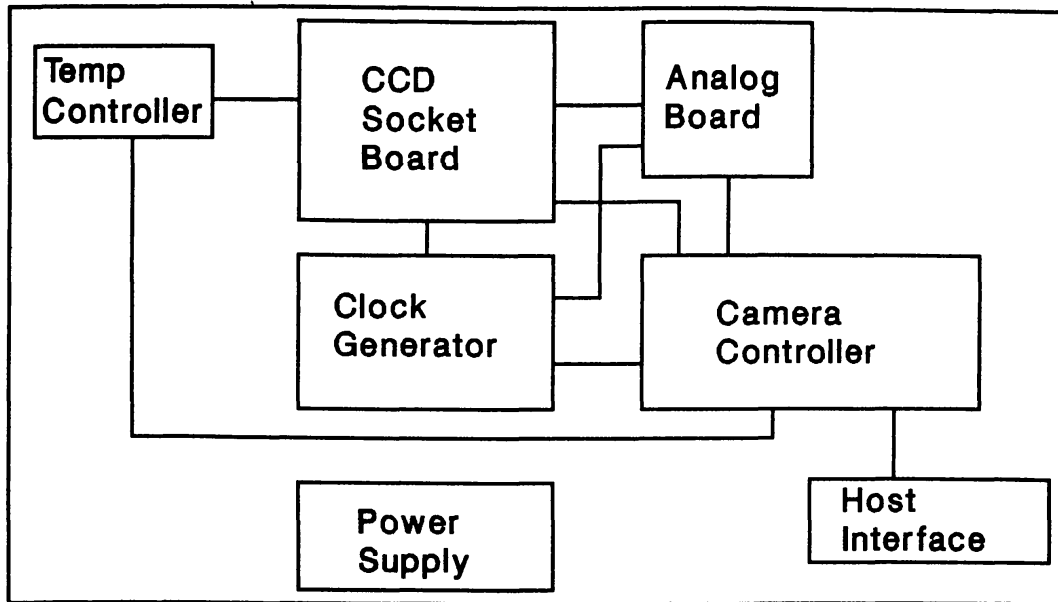 Temp
Controller
CCD
Socket
Board
Analog
Board
Clock
Generator
Camera
Controller
Power
Supply
Host
Interface